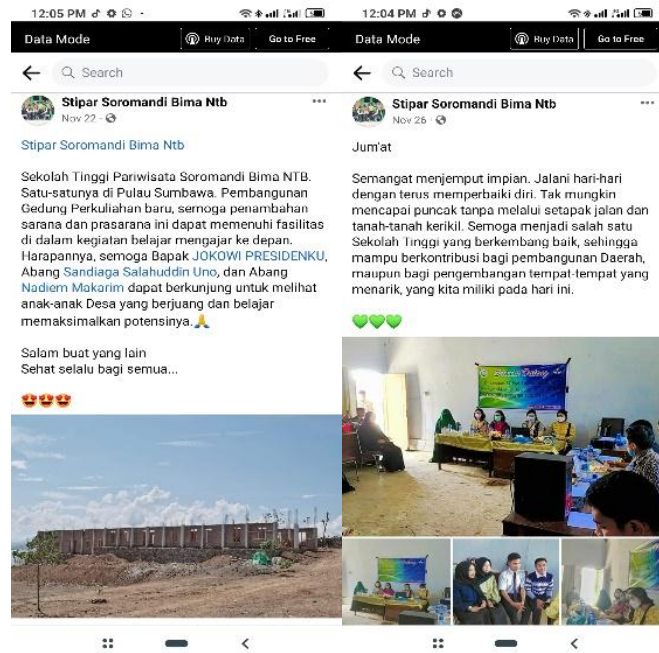 12:05 PM
Data Mode
Buy Data
Go to Free
Search
Stipar Soromandi Bima Ntb
Nov 22
Stipar Soromandi Bima Ntb
Sekolah Tinggi Pariwisata Soromandi Bima NTB.
Satu-satunya di Pulau Sumbawa. Pembangunan
Gedung Perkuliahan baru, semoga penambahan
sarana dan prasarana ini dapat memenuhi fasilitas
di dalam kegiatan belajar mengajar ke depan.
Harapannya, semoga Bapak JOKOWI PRESIDENKU,
Abang Sandiaga Salahuddin Uno, dan Abang
Nadiem Makarim dapat berkunjung untuk melihat
anak-anak Desa yang berjuang dan belajar
memaksimalkan potensinya.🙏
Salam buat yang lain
Sehat selalu bagi semua...
😍😍😍
12:04 PM
Data Mode
Buy Data
Go to Free
Search
Stipar Soromandi Bima Ntb
Nov 26
Jum'at
Semangat menjemput impian. Jalani hari-hari
dengan terus memperbaiki diri. Tak mungkin
mencapai puncak tanpa melalui setapak jalan dan
tanah-tanah kerikil. Semoga menjadi salah satu
Sekolah Tinggi yang berkembang baik, sehingga
mampu berkontribusi bagi pembangunan Daerah,
maupun bagi pengembangan tempat-tempat yang
menarik, yang kita miliki pada hari ini.
💚💚💚